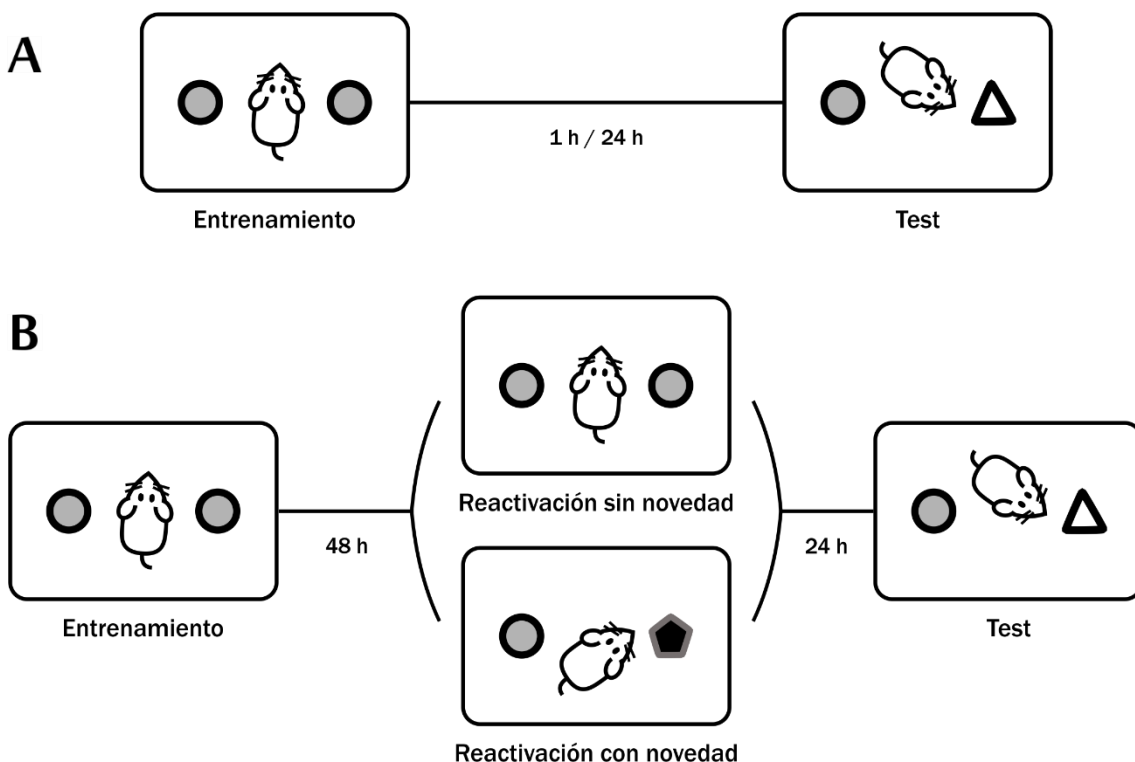 A
1 h / 24 h
Entrenamiento
Test
B
Reactivación sin novedad
48 h
24 h
Entrenamiento
Test
Reactivación con novedad